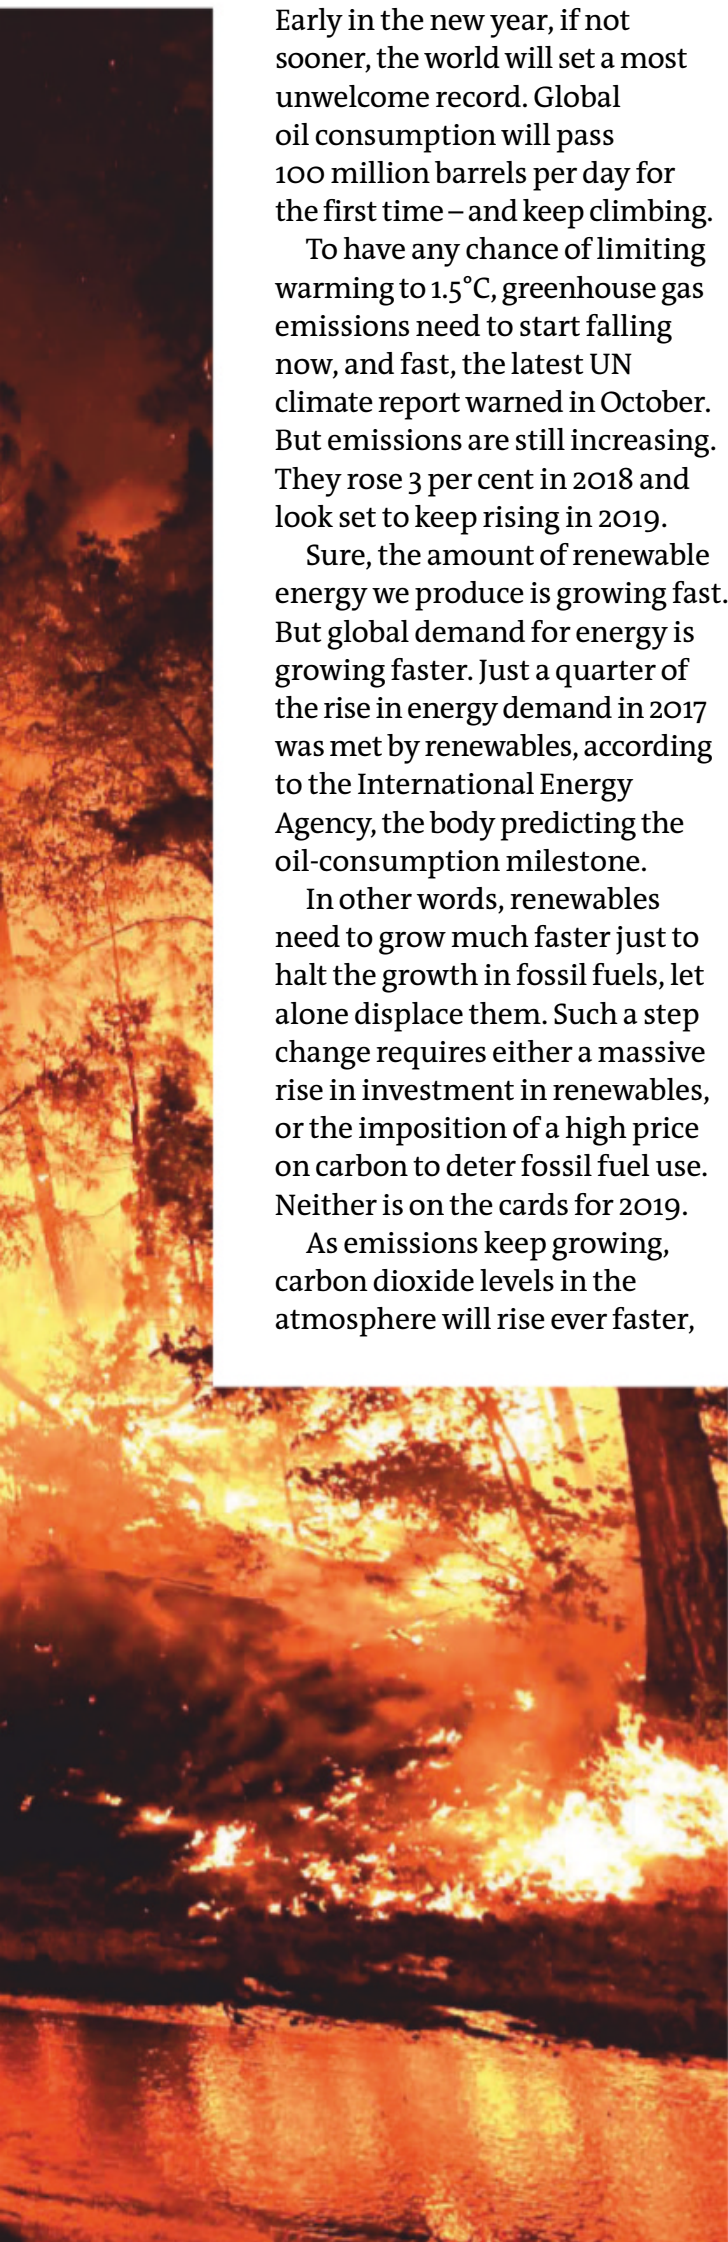 Early in the new year, if not
sooner, the world will set a most
unwelcome record. Global
oil consumption will pass
100 million barrels per day for
the first time – and keep climbing.
To have any chance of limiting
warming to 1.5°C, greenhouse gas
emissions need to start falling
now, and fast, the latest UN
climate report warned in October.
But emissions are still increasing.
They rose 3 per cent in 2018 and
look set to keep rising in 2019.
Sure, the amount of renewable
energy we produce is growing fast.
But global demand for energy is
growing faster. Just a quarter of
the rise in energy demand in 2017
was met by renewables, according
to the International Energy
Agency, the body predicting the
oil-consumption milestone.
In other words, renewables
need to grow much faster just to
halt the growth in fossil fuels, let
alone displace them. Such a step
change requires either a massive
rise in investment in renewables,
or the imposition of a high price
on carbon to deter fossil fuel use.
Neither is on the cards for 2019.
As emissions keep growing,
carbon dioxide levels in the
atmosphere will rise ever faster,